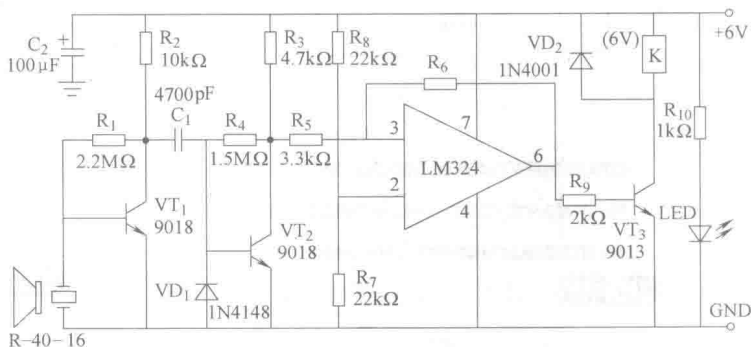 C₂
100μF
R₂
10kΩ
R₃
4.7kΩ
R₈
22kΩ
VD₂
1N4001
(6V)
K
+6V
R₆
4700pF
C₁
R₁
2.2MΩ
R₄
1.5MΩ
R₅
3.3kΩ
3
7
2
LM324
6
4
R₁₀
1kΩ
R₉
2kΩ
VT₃
9013
LED
VT₁
9018
VT₂
9018
VD₁
1N4148
R₇
22kΩ
GND
R-40-16